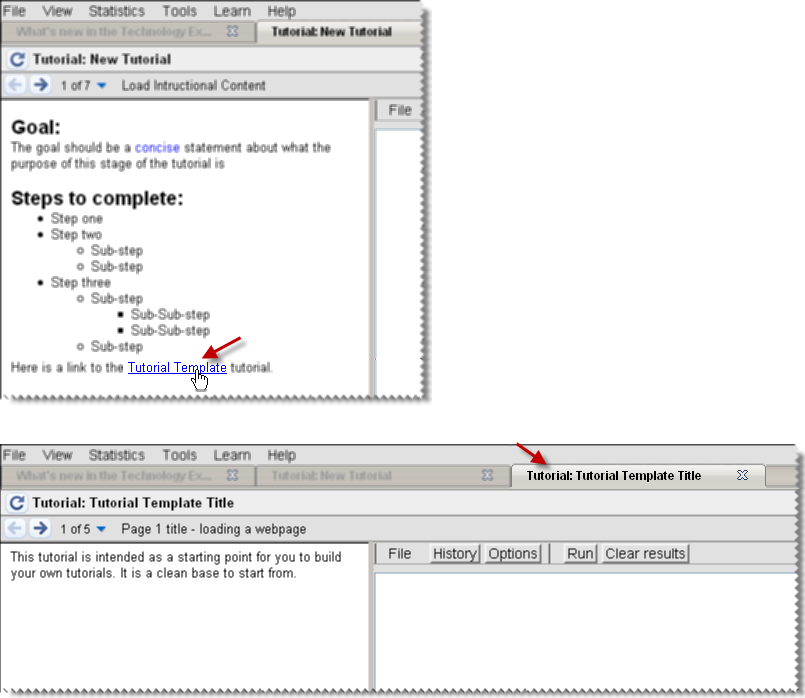 File View Statistics Tools Learn Help
What's new in the Technology Ex... Tutorial: New Tutorial
Tutorial: New Tutorial
1 of 7 Load Intructional Content
File
Goal:
The goal should be a concise statement about what the
purpose of this stage of the tutorial is
Steps to complete:
Step one
Step two
Sub-step
Sub-step
Step three
Sub-step
Sub-Sub-step
Sub-Sub-step
Sub-step
Here is a link to the Tutorial Template tutorial.
File View Statistics Tools Learn Help
What's new in the Technology Ex... Tutorial: New Tutorial Tutorial: Tutorial Template Title
Tutorial: Tutorial Template Title
1 of 5 Page 1 title - loading a webpage
File History Options Run Clear results
This tutorial is intended as a starting point for you to build
your own tutorials. It is a clean base to start from.